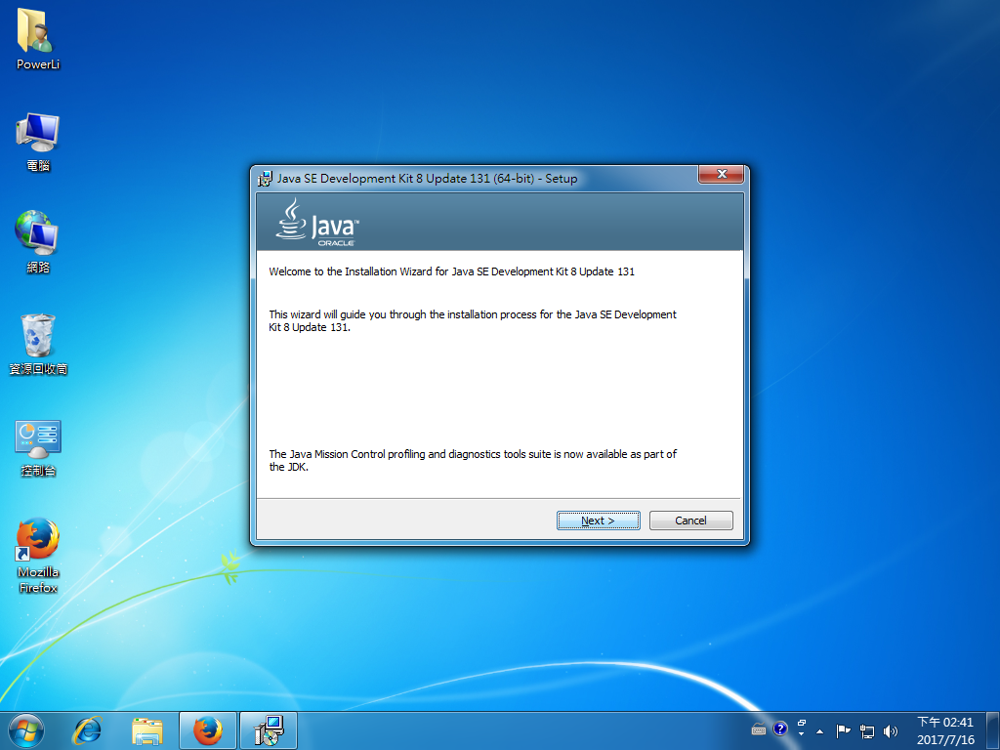 PowerLi
電腦
網路
資源回收筒
控制台
Mozilla
Firefox
Java SE Development Kit 8 Update 131 (64-bit) - Setup
Java™
ORACLE
Welcome to the Installation Wizard for Java SE Development Kit 8 Update 131
This wizard will guide you through the installation process for the Java SE Development
Kit 8 Update 131.
The Java Mission Control profiling and diagnostics tools suite is now available as part of
the JDK.
Next >
Cancel
下午 02:41
2017/7/16